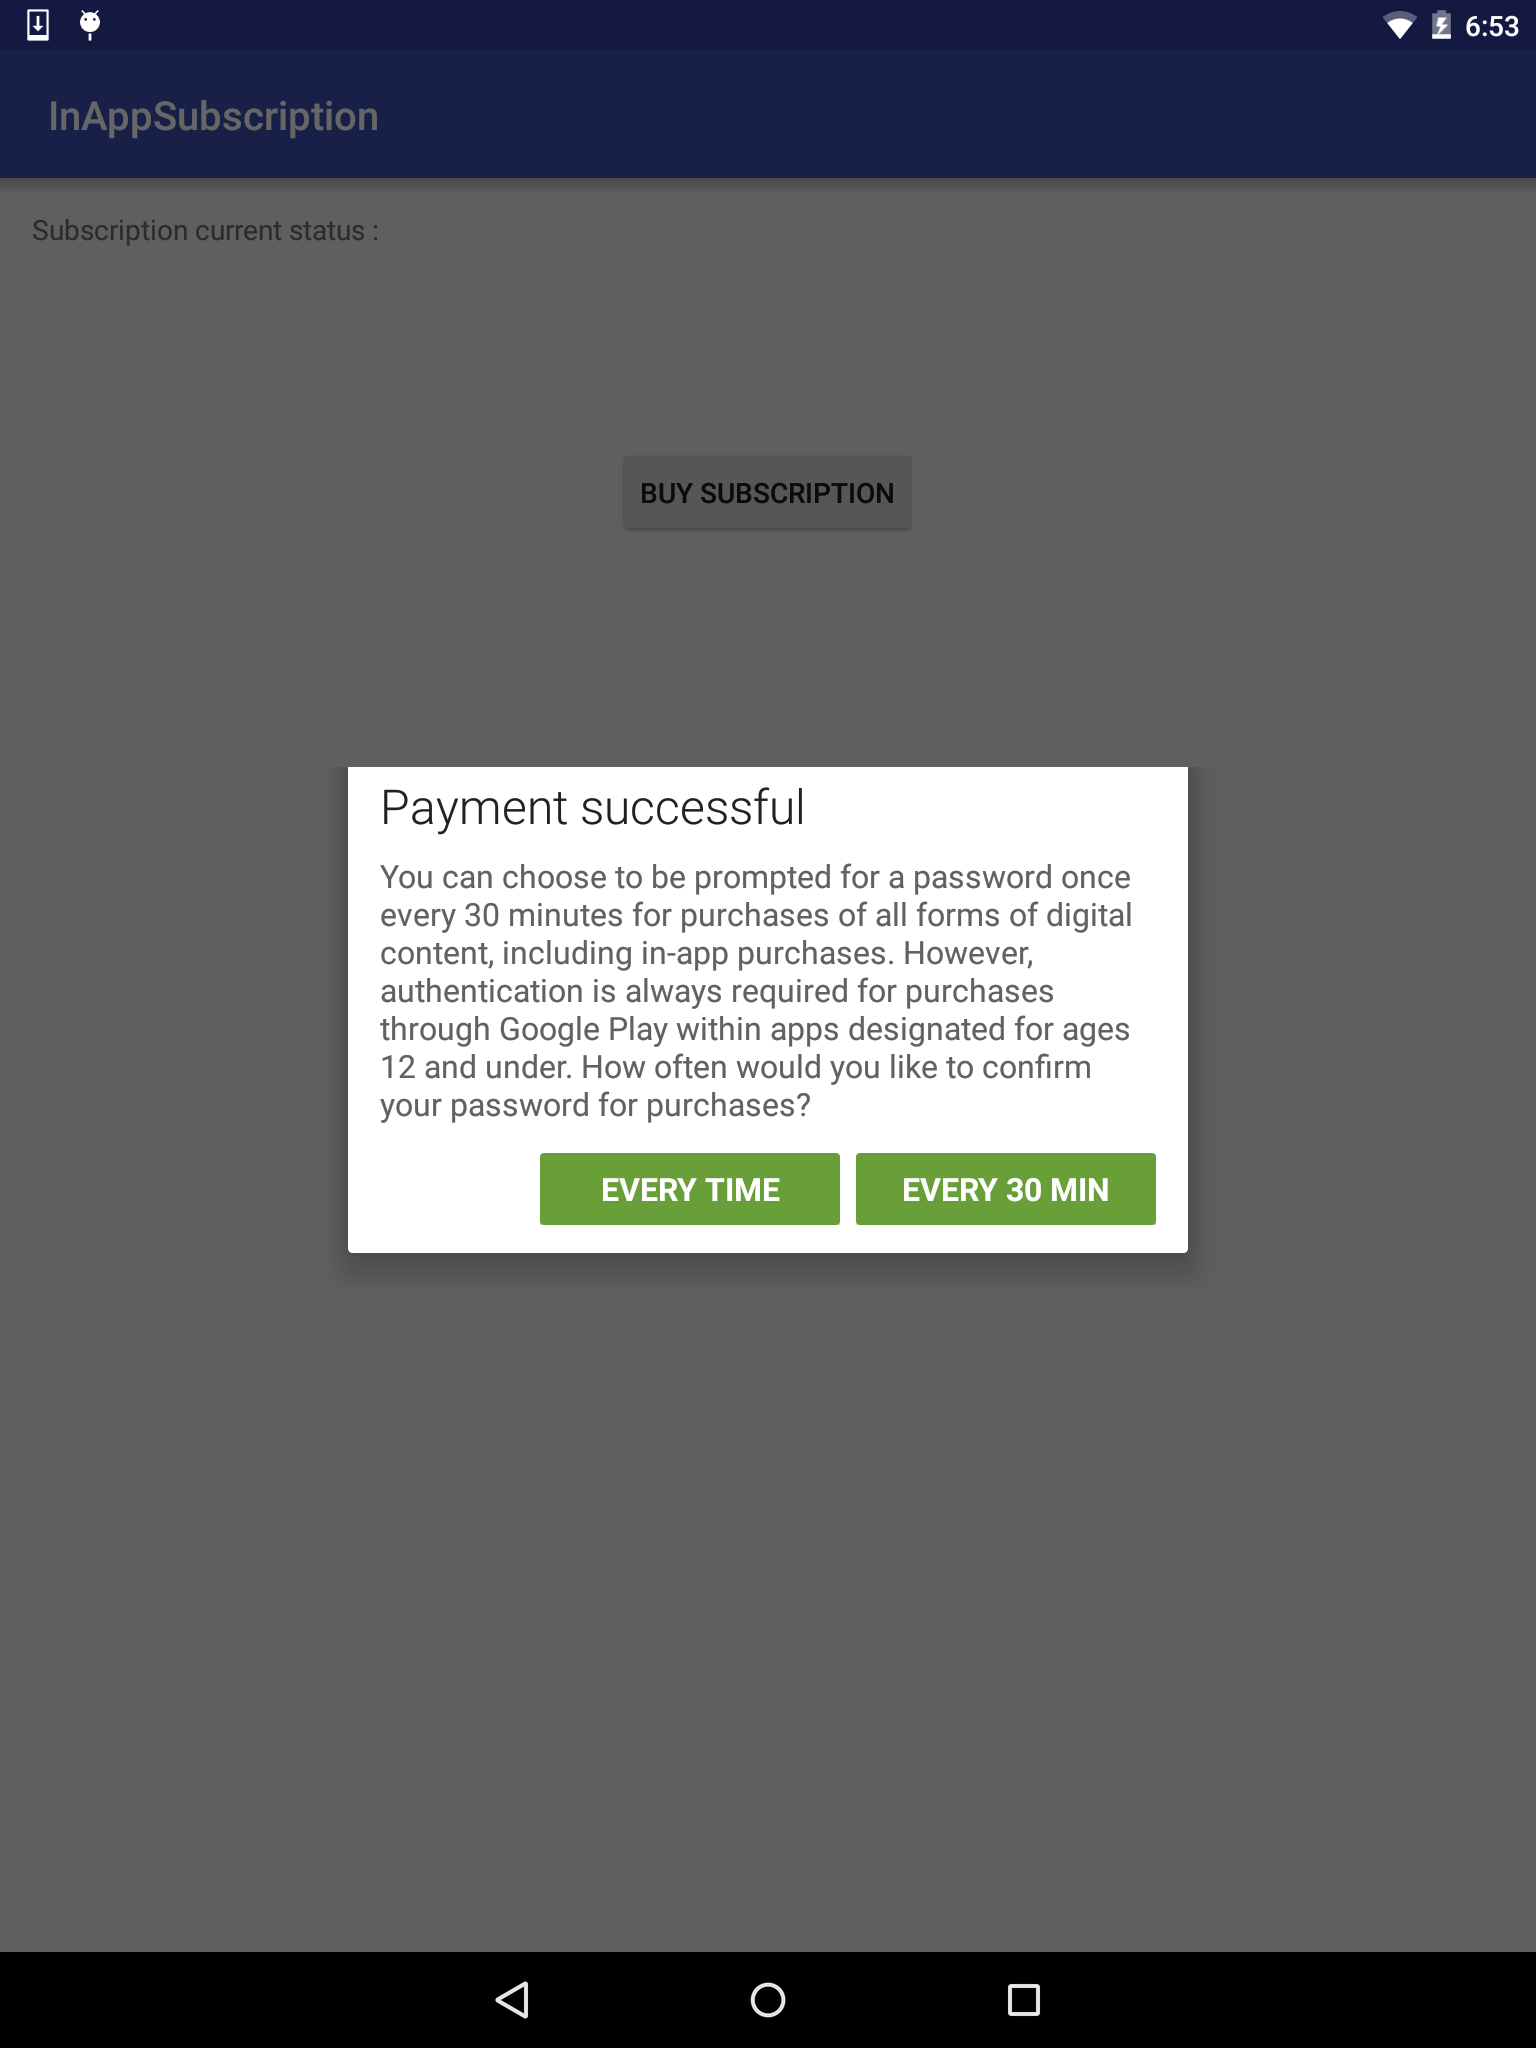 6:53
InAppSubscription
Subscription current status :
BUY SUBSCRIPTION
Payment successful
You can choose to be prompted for a password once
every 30 minutes for purchases of all forms of digital
content, including in-app purchases. However,
authentication is always required for purchases
through Google Play within apps designated for ages
12 and under. How often would you like to confirm
your password for purchases?
EVERY TIME
EVERY 30 MIN